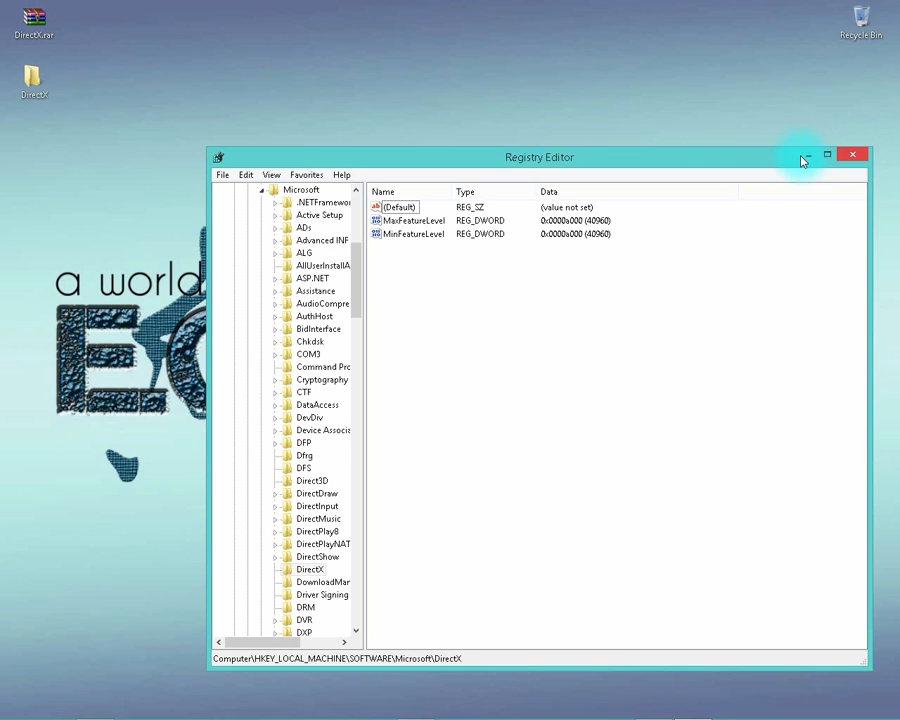 DirectX.rar
Recycle Bin
DirectX
a world
Registry Editor
File Edit View Favorites Help
Microsoft
.NETFramewor
Active Setup
ADs
Advanced INF
ALG
AllUserInstallA
ASP.NET
Assistance
AudioCompre
AuthHost
BidInterface
Chkdsk
COM3
Command Prc
Cryptography
CTF
DataAccess
DevDiv
Device Associa
DFP
Dfrg
DFS
Direct3D
DirectDraw
DirectInput
DirectMusic
DirectPlay8
DirectPlayNAT
DirectShow
DirectX
DownloadMar
Driver Signing
DRM
DVR
DXP
Name Type Data
(Default) REG_SZ (value not set)
MaxFeatureLevel REG_DWORD 0x0000a000 (40960)
MinFeatureLevel REG_DWORD 0x0000a000 (40960)
Computer\HKEY_LOCAL_MACHINE\SOFTWARE\Microsoft\DirectX